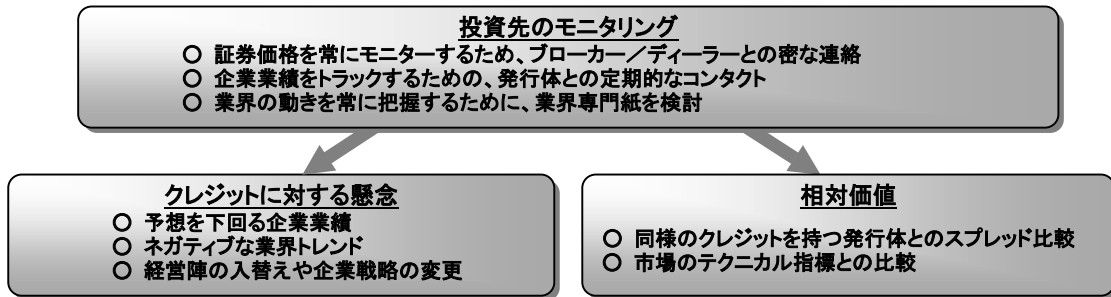 投資先のモニタリング
○ 証券価格を常にモニターするため、ブローカー／ディーラーとの密な連絡
○ 企業業績をトラックするための、発行体との定期的なコンタクト
○ 業界の動きを常に把握するために、業界専門紙を検討
クレジットに対する懸念
○ 予想を下回る企業業績
○ ネガティブな業界トレンド
○ 経営陣の入替えや企業戦略の変更
相対価値
○ 同様のクレジットを持つ発行体とのスプレッド比較
○ 市場のテクニカル指標との比較